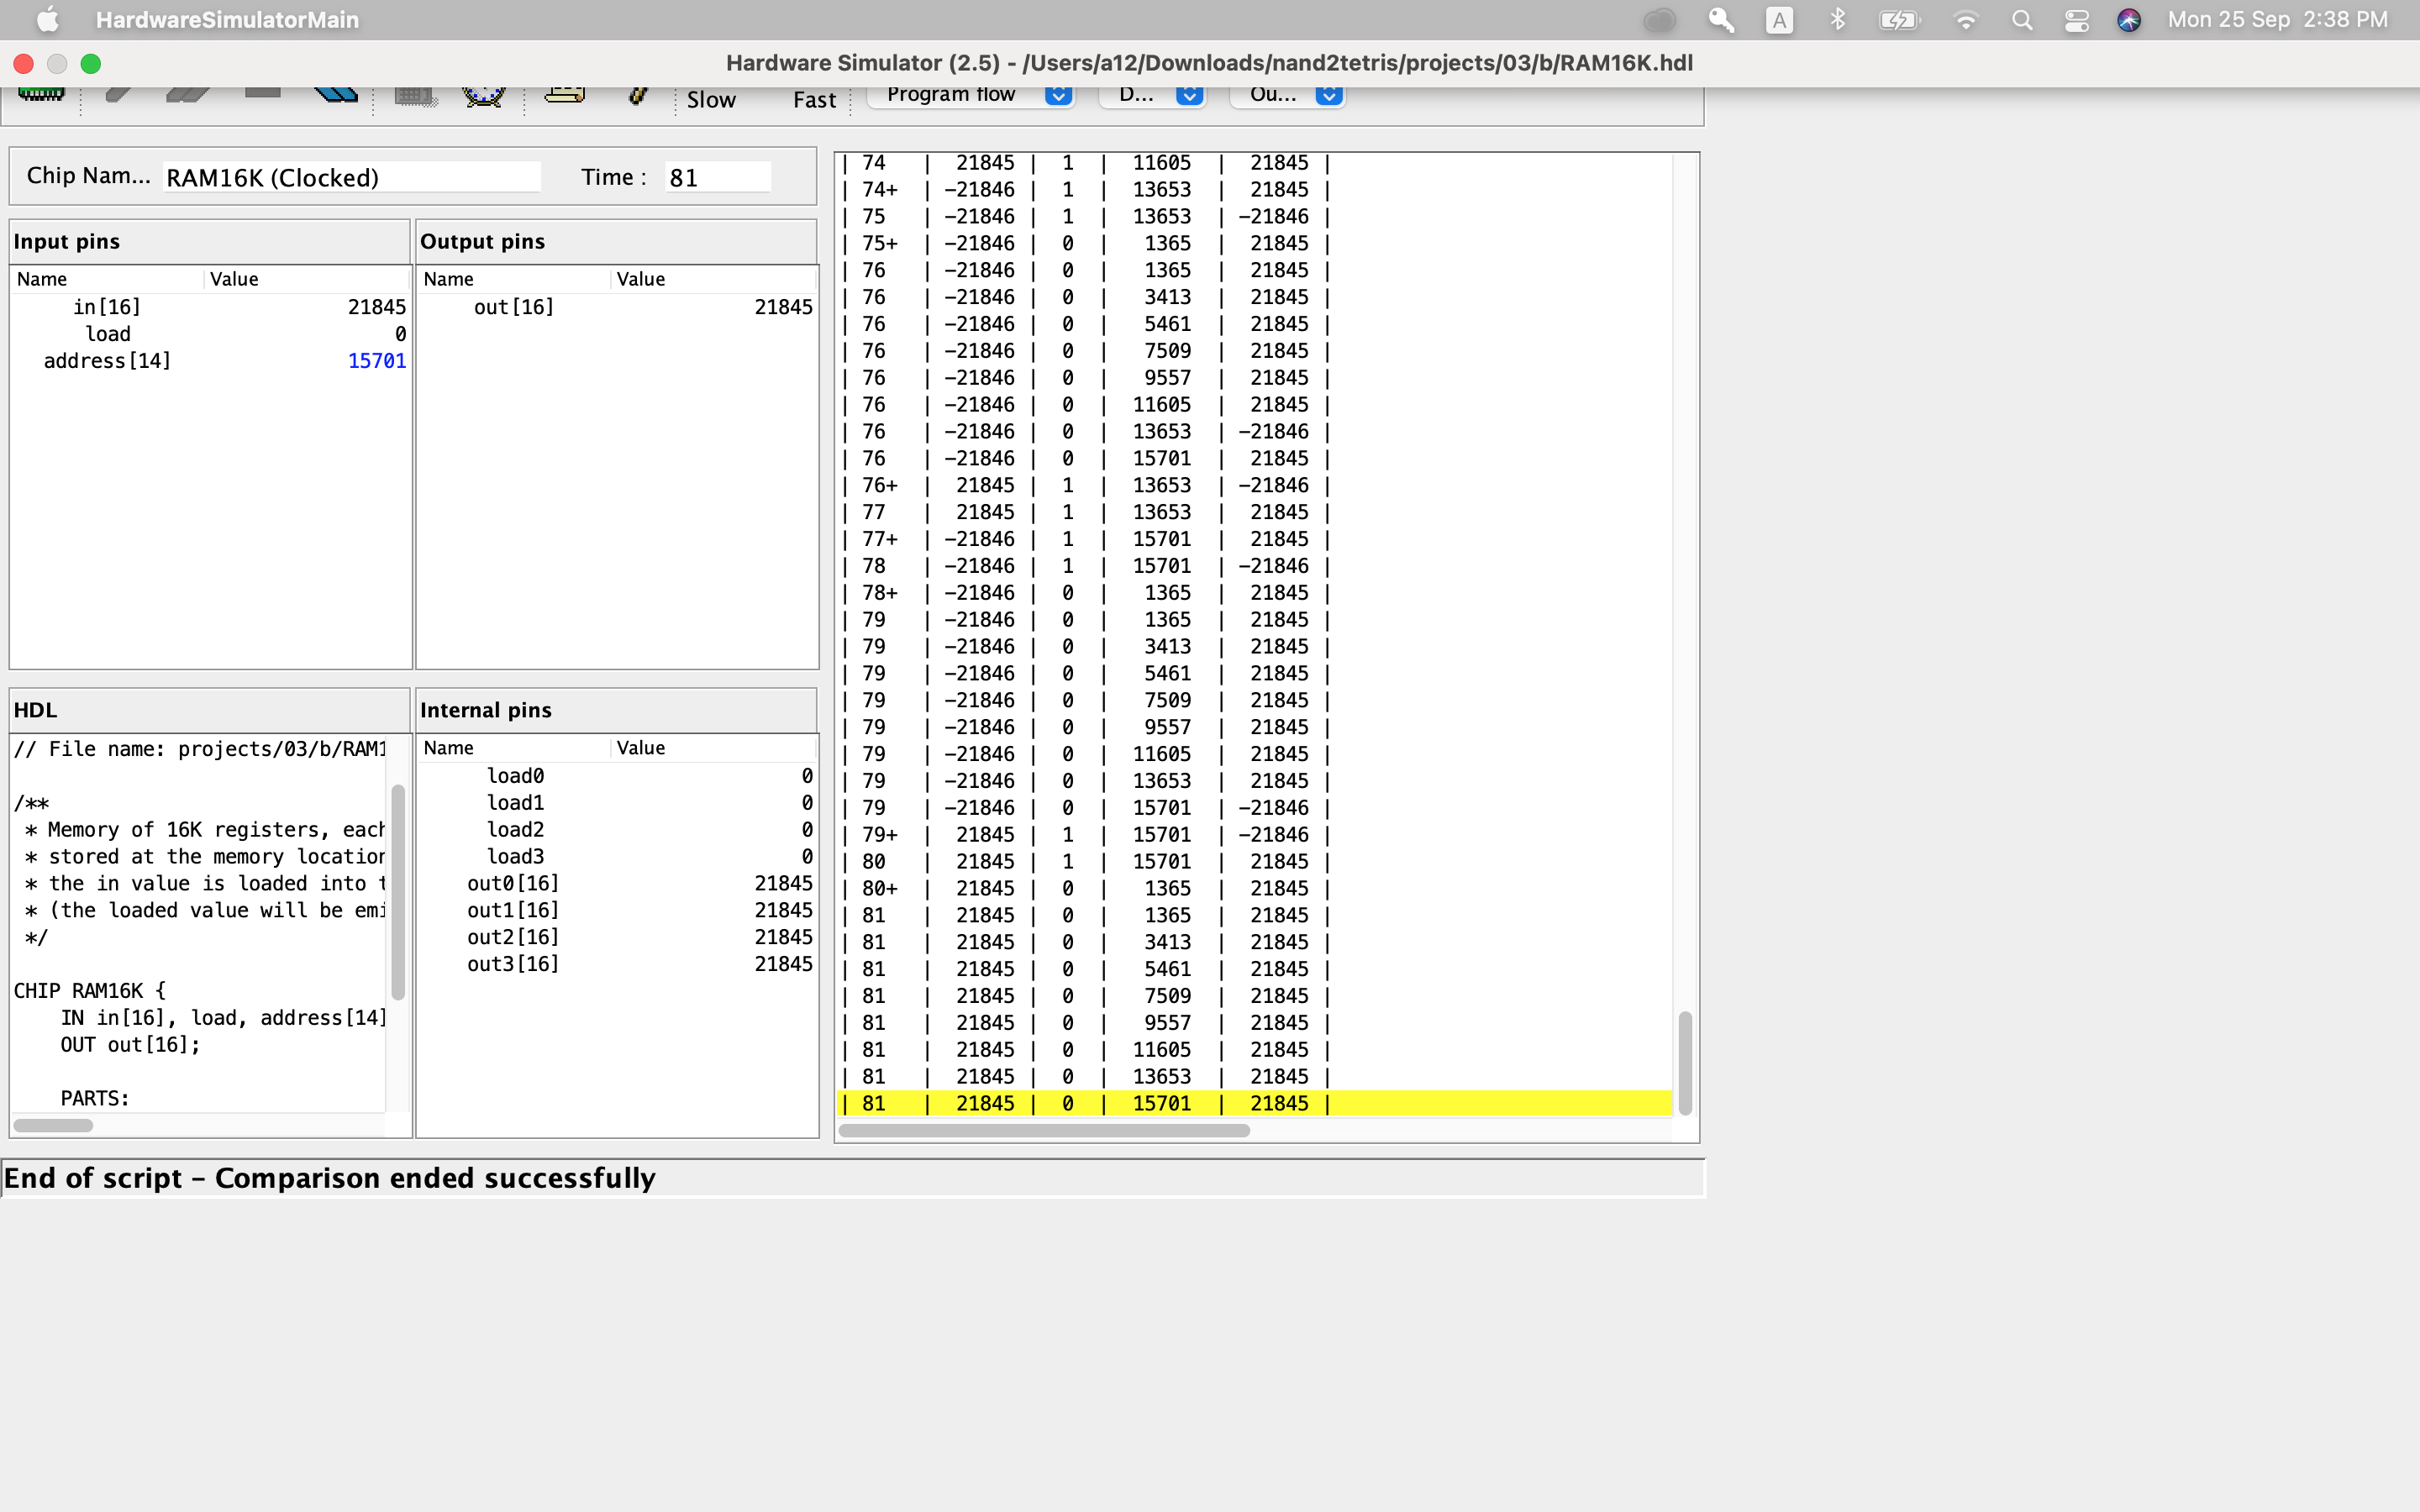 HardwareSimulatorMain
A
Mon 25 Sep 2:38 PM
Hardware Simulator (2.5) - /Users/a12/Downloads/nand2tetris/projects/03/b/RAM16K.hdl
Slow Fast Program flow D... Ou...
Chip Nam... RAM16K (Clocked) Time : 81
Input pins
Name Value
in[16] 21845
load 0
address[14] 15701
Output pins
Name Value
out[16] 21845
HDL
// File name: projects/03/b/RAM1
/**
* Memory of 16K registers, each
* stored at the memory location
* the in value is loaded into t
* (the loaded value will be emi
*/
CHIP RAM16K {
IN in[16], load, address[14]
OUT out[16];
PARTS:
Internal pins
Name Value
load0 0
load1 0
load2 0
load3 0
out0[16] 21845
out1[16] 21845
out2[16] 21845
out3[16] 21845
| 74 | 21845 | 1 | 11605 | 21845 |
| 74+ | -21846 | 1 | 13653 | 21845 |
| 75 | -21846 | 1 | 13653 | -21846 |
| 75+ | -21846 | 0 | 1365 | 21845 |
| 76 | -21846 | 0 | 1365 | 21845 |
| 76 | -21846 | 0 | 3413 | 21845 |
| 76 | -21846 | 0 | 5461 | 21845 |
| 76 | -21846 | 0 | 7509 | 21845 |
| 76 | -21846 | 0 | 9557 | 21845 |
| 76 | -21846 | 0 | 11605 | 21845 |
| 76 | -21846 | 0 | 13653 | -21846 |
| 76 | -21846 | 0 | 15701 | 21845 |
| 76+ | 21845 | 1 | 13653 | -21846 |
| 77 | 21845 | 1 | 13653 | 21845 |
| 77+ | -21846 | 1 | 15701 | 21845 |
| 78 | -21846 | 1 | 15701 | -21846 |
| 78+ | -21846 | 0 | 1365 | 21845 |
| 79 | -21846 | 0 | 1365 | 21845 |
| 79 | -21846 | 0 | 3413 | 21845 |
| 79 | -21846 | 0 | 5461 | 21845 |
| 79 | -21846 | 0 | 7509 | 21845 |
| 79 | -21846 | 0 | 9557 | 21845 |
| 79 | -21846 | 0 | 11605 | 21845 |
| 79 | -21846 | 0 | 13653 | 21845 |
| 79 | -21846 | 0 | 15701 | -21846 |
| 79+ | 21845 | 1 | 15701 | -21846 |
| 80 | 21845 | 1 | 15701 | 21845 |
| 80+ | 21845 | 0 | 1365 | 21845 |
| 81 | 21845 | 0 | 1365 | 21845 |
| 81 | 21845 | 0 | 3413 | 21845 |
| 81 | 21845 | 0 | 5461 | 21845 |
| 81 | 21845 | 0 | 7509 | 21845 |
| 81 | 21845 | 0 | 9557 | 21845 |
| 81 | 21845 | 0 | 11605 | 21845 |
| 81 | 21845 | 0 | 13653 | 21845 |
| 81 | 21845 | 0 | 15701 | 21845 |
End of script – Comparison ended successfully